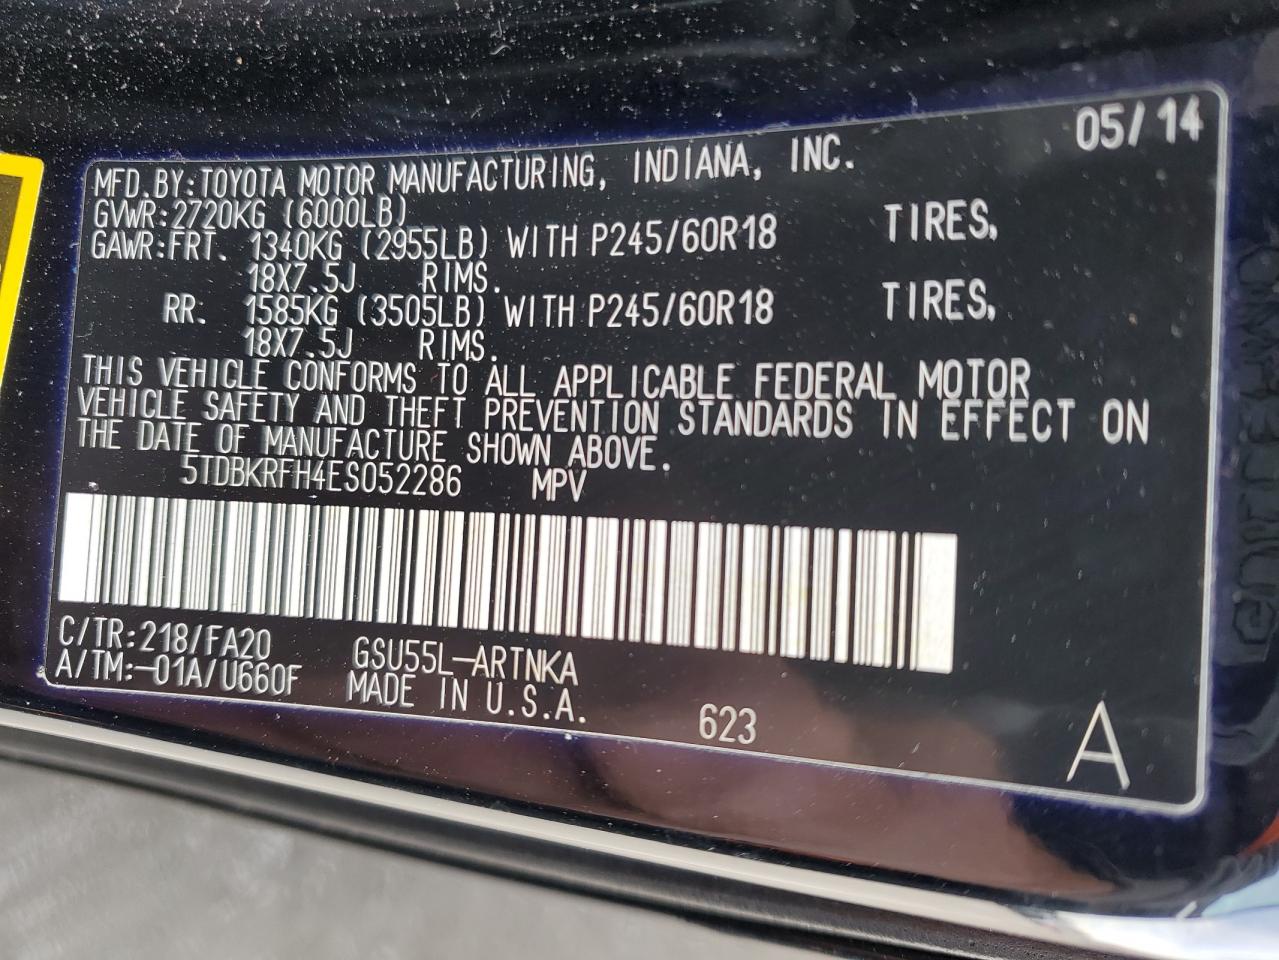 05/14
MFD.BY:TOYOTA MOTOR MANUFACTURING, INDIANA, INC.
GVWR:2720KG (6000LB)
GAWR:FRT. 1340KG (2955LB) WITH P245/60R18 TIRES,
18X7.5J RIMS.
RR. 1585KG (3505LB) WITH P245/60R18 TIRES,
18X7.5J RIMS.
THIS VEHICLE CONFORMS TO ALL APPLICABLE FEDERAL MOTOR
VEHICLE SAFETY AND THEFT PREVENTION STANDARDS IN EFFECT ON
THE DATE OF MANUFACTURE SHOWN ABOVE.
5TDBKRFH4ES052286 MPV
C/TR:218/FA20 GSU55L-ARTNKA
A/TM:-01A/U660F MADE IN U.S.A.
623
A